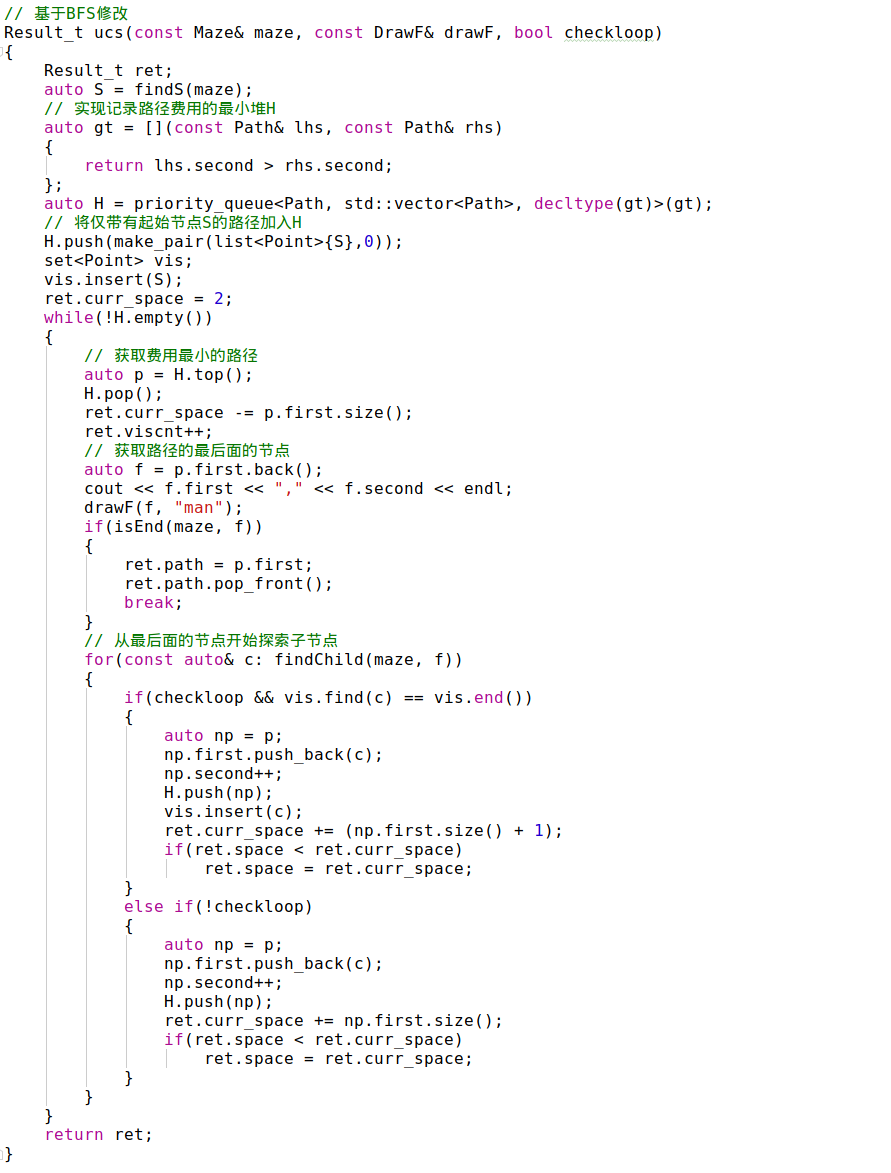 // 基于BFS修改
Result_t ucs(const Maze& maze, const DrawF& drawF, bool checkloop)
{
    Result_t ret;
    auto S = findS(maze);
    // 实现记录路径费用的最小堆H
    auto gt = [](const Path& lhs, const Path& rhs)
    {
        return lhs.second > rhs.second;
    };
    auto H = priority_queue<Path, std::vector<Path>, decltype(gt)>(gt);
    // 将仅带有起始节点S的路径加入H
    H.push(make_pair(list<Point>{S},0));
    set<Point> vis;
    vis.insert(S);
    ret.curr_space = 2;
    while(!H.empty())
    {
        // 获取费用最小的路径
        auto p = H.top();
        H.pop();
        ret.curr_space -= p.first.size();
        ret.viscnt++;
        // 获取路径的最后面的节点
        auto f = p.first.back();
        cout << f.first << "," << f.second << endl;
        drawF(f, "man");
        if(isEnd(maze, f))
        {
            ret.path = p.first;
            ret.path.pop_front();
            break;
        }
        // 从最后面的节点开始探索子节点
        for(const auto& c: findChild(maze, f))
        {
            if(checkloop && vis.find(c) == vis.end())
            {
                auto np = p;
                np.first.push_back(c);
                np.second++;
                H.push(np);
                vis.insert(c);
                ret.curr_space += (np.first.size() + 1);
                if(ret.space < ret.curr_space)
                    ret.space = ret.curr_space;
            }
            else if(!checkloop)
            {
                auto np = p;
                np.first.push_back(c);
                np.second++;
                H.push(np);
                ret.curr_space += np.first.size();
                if(ret.space < ret.curr_space)
                    ret.space = ret.curr_space;
            }
        }
    }
    return ret;
}